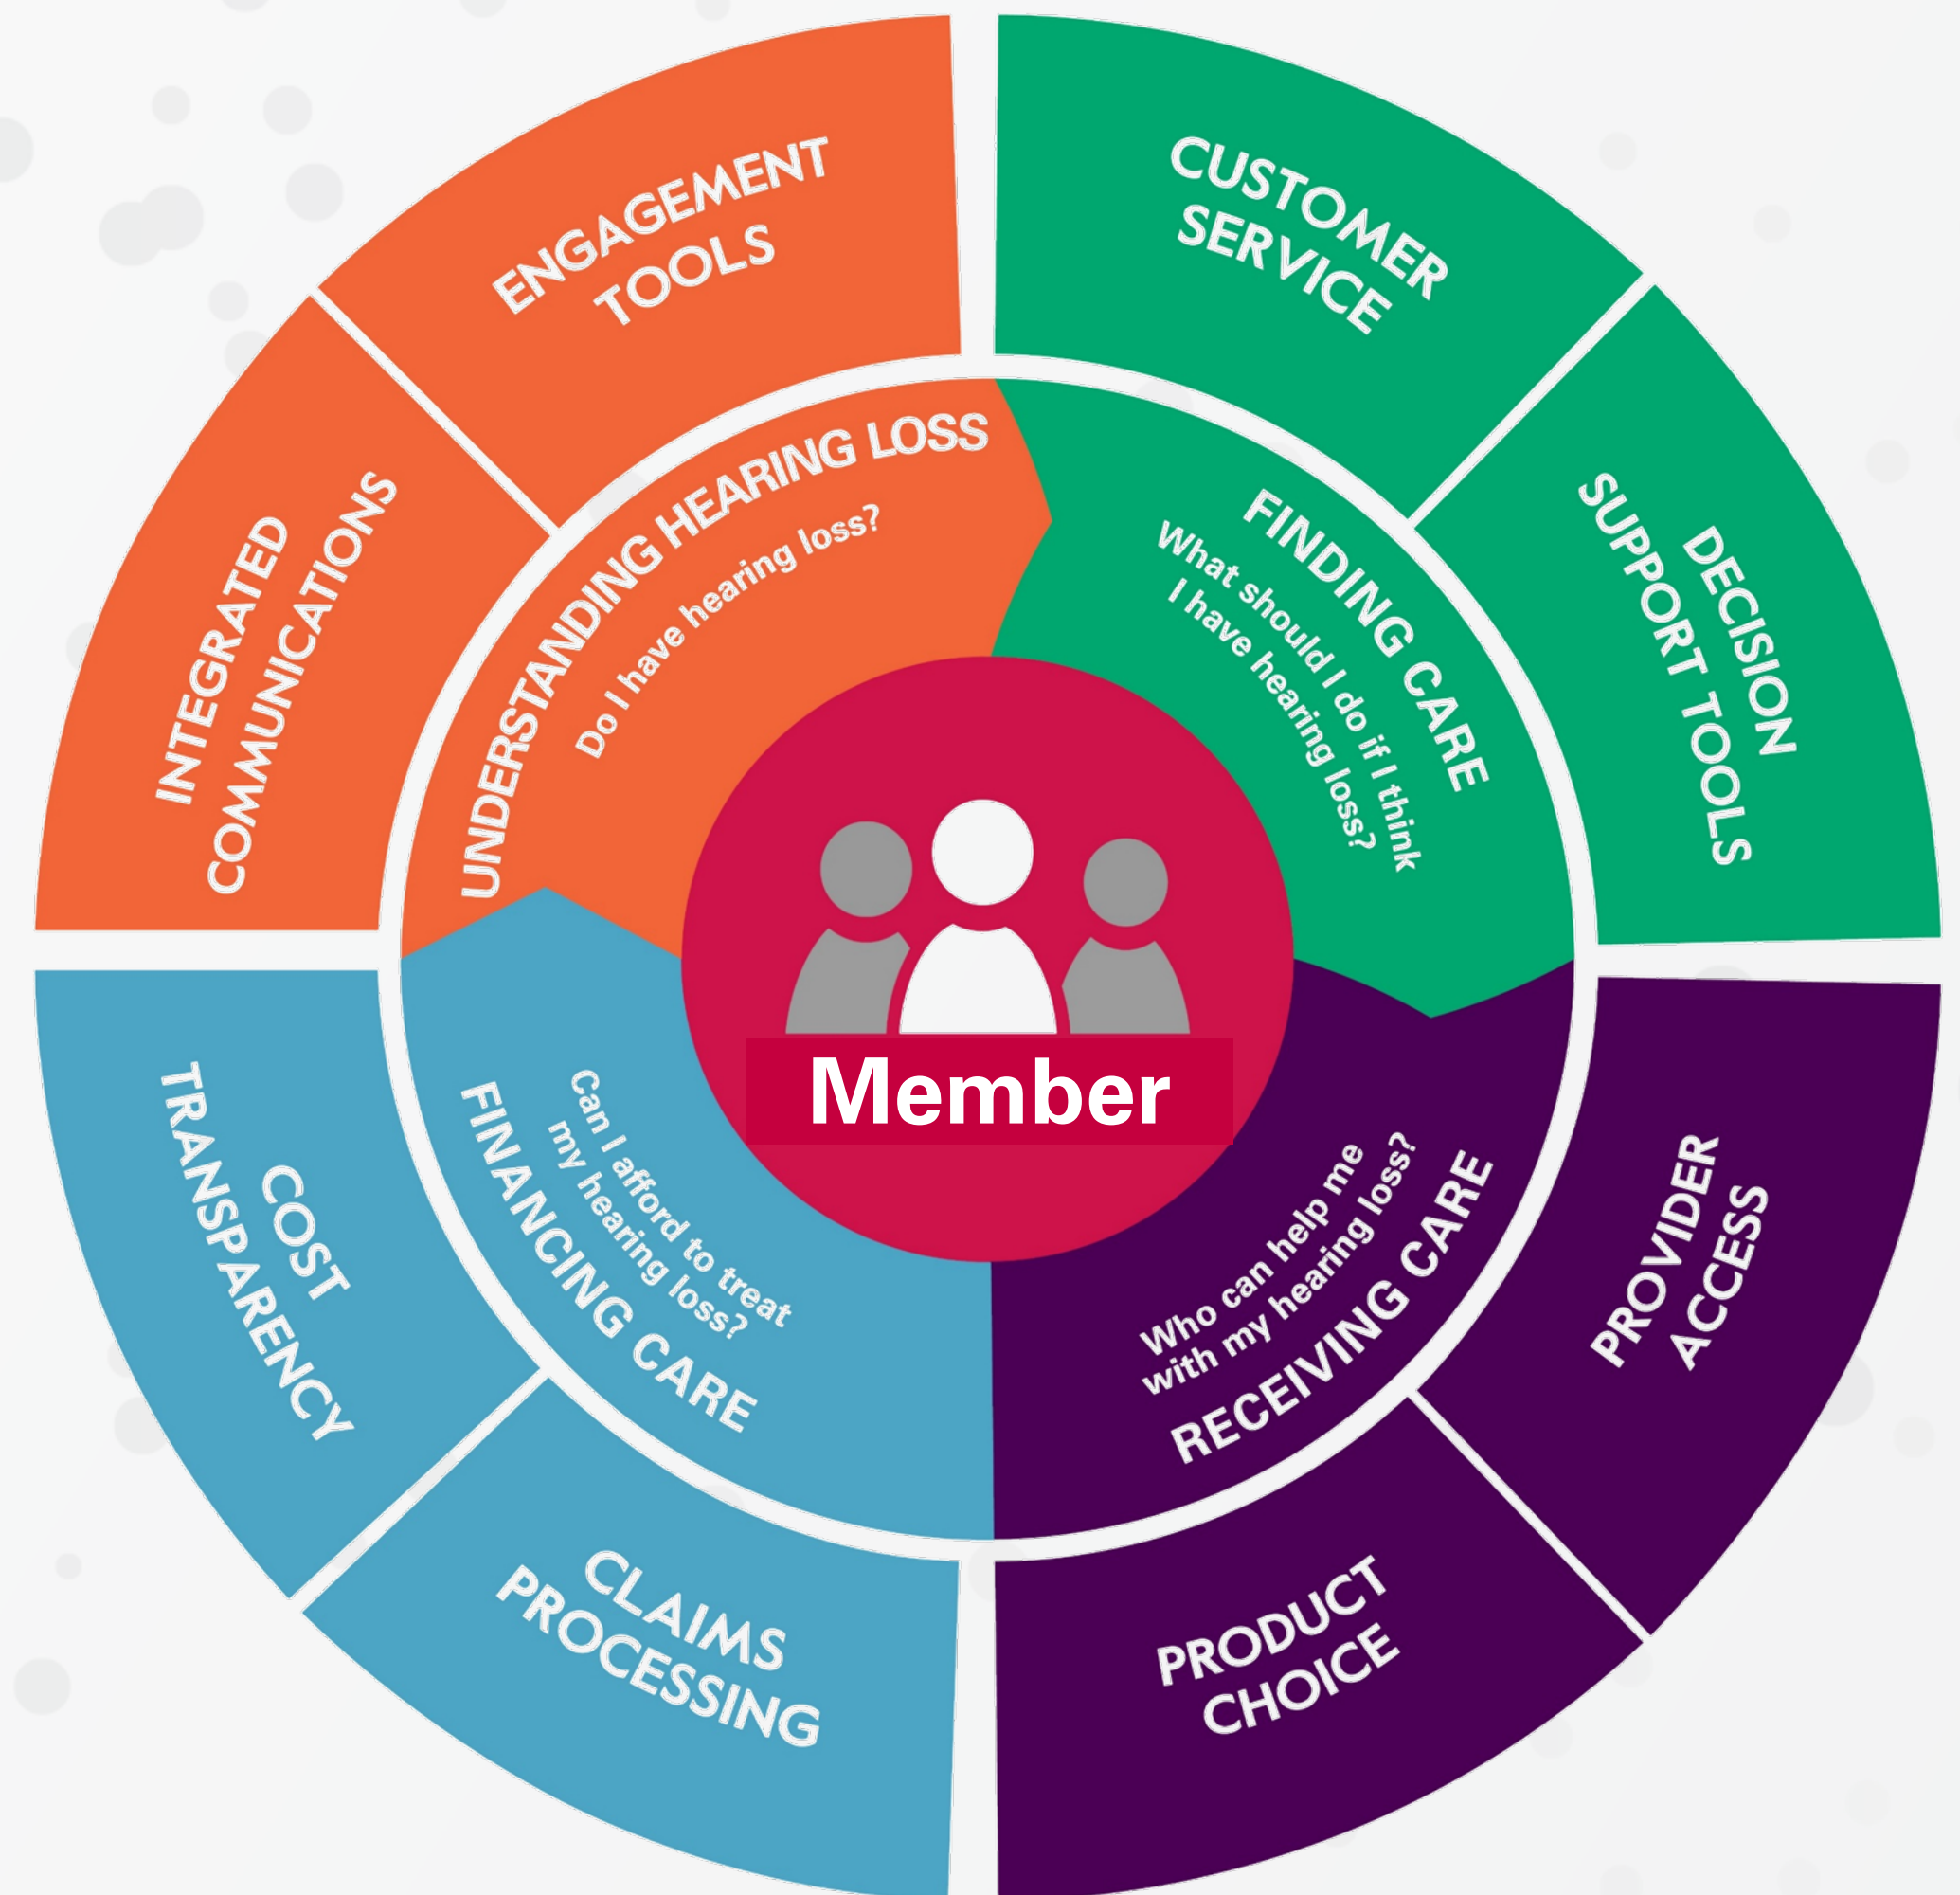 ENGAGEMENT
TOOLS
CUSTOMER
SERVICE
INTEGRATED
COMMUNICATIONS
UNDERSTANDING HEARING LOSS
Do I have hearing loss?
FINDING CARE
What should I do if I think
I have hearing loss?
DECISION
SUPPORT TOOLS
Member
COST
TRANSPARENCY
Can I afford to treat
my hearing loss?
FINANCING CARE
Who can help me
with my hearing loss?
RECEIVING CARE
PROVIDER
ACCESS
CLAIMS
PROCESSING
PRODUCT
CHOICE